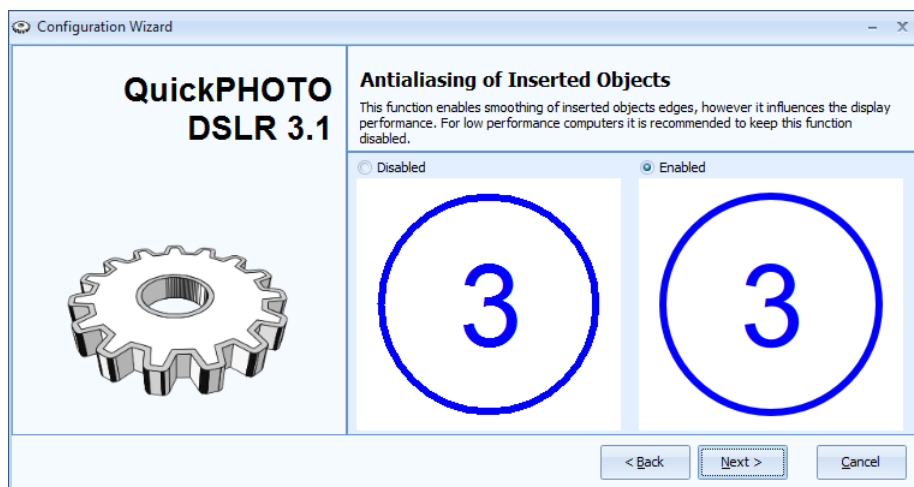 Configuration Wizard
QuickPHOTO
DSLR 3.1
Antialiasing of Inserted Objects
This function enables smoothing of inserted objects edges, however it influences the display
performance. For low performance computers it is recommended to keep this function
disabled.
Disabled
Enabled
3
3
< Back
Next >
Cancel